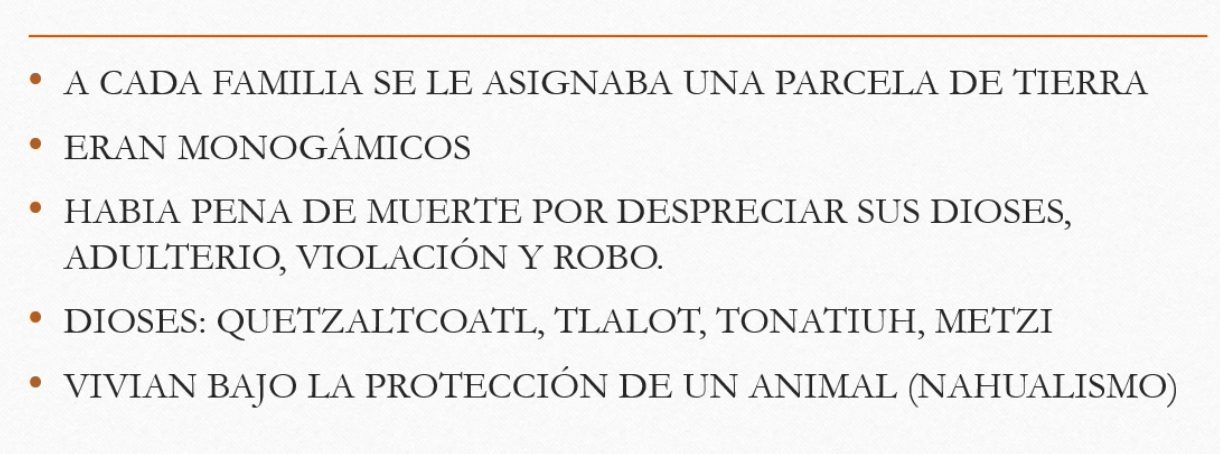 • A CADA FAMILIA SE LE ASIGNABA UNA PARCELA DE TIERRA
• ERAN MONOGÁMICOS
• HABIA PENA DE MUERTE POR DESPRECIAR SUS DIOSES,
ADULTERIO, VIOLACIÓN Y ROBO.
• DIOSES: QUETZALTCOATL, TLALOT, TONATIUH, METZI
• VIVIAN BAJO LA PROTECCIÓN DE UN ANIMAL (NAHUALISMO)